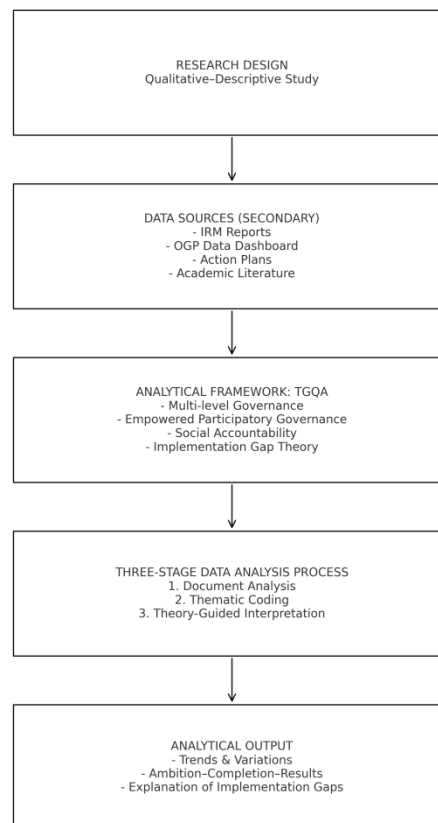 RESEARCH DESIGN
Qualitative–Descriptive Study
DATA SOURCES (SECONDARY)
- IRM Reports
- OGP Data Dashboard
- Action Plans
- Academic Literature
ANALYTICAL FRAMEWORK: TGQA
- Multi-level Governance
- Empowered Participatory Governance
- Social Accountability
- Implementation Gap Theory
THREE-STAGE DATA ANALYSIS PROCESS
1. Document Analysis
2. Thematic Coding
3. Theory-Guided Interpretation
ANALYTICAL OUTPUT
- Trends & Variations
- Ambition–Completion–Results
- Explanation of Implementation Gaps